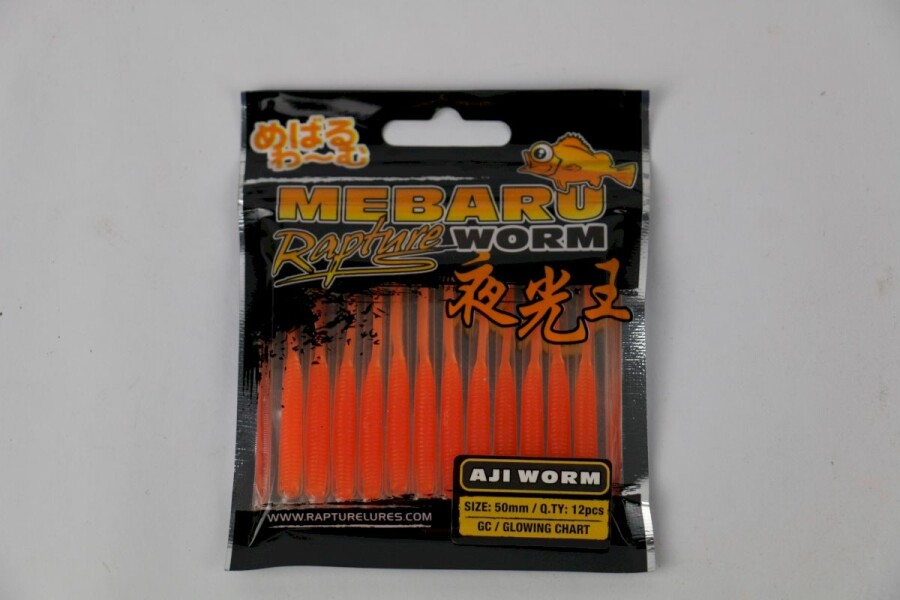 めばる
わ〜む
MEBARU
Rapture WORM
夜光王
AJI WORM
SIZE: 50mm / Q.TY: 12pcs
GC / GLOWING CHART
WWW.RAPTURELURES.COM